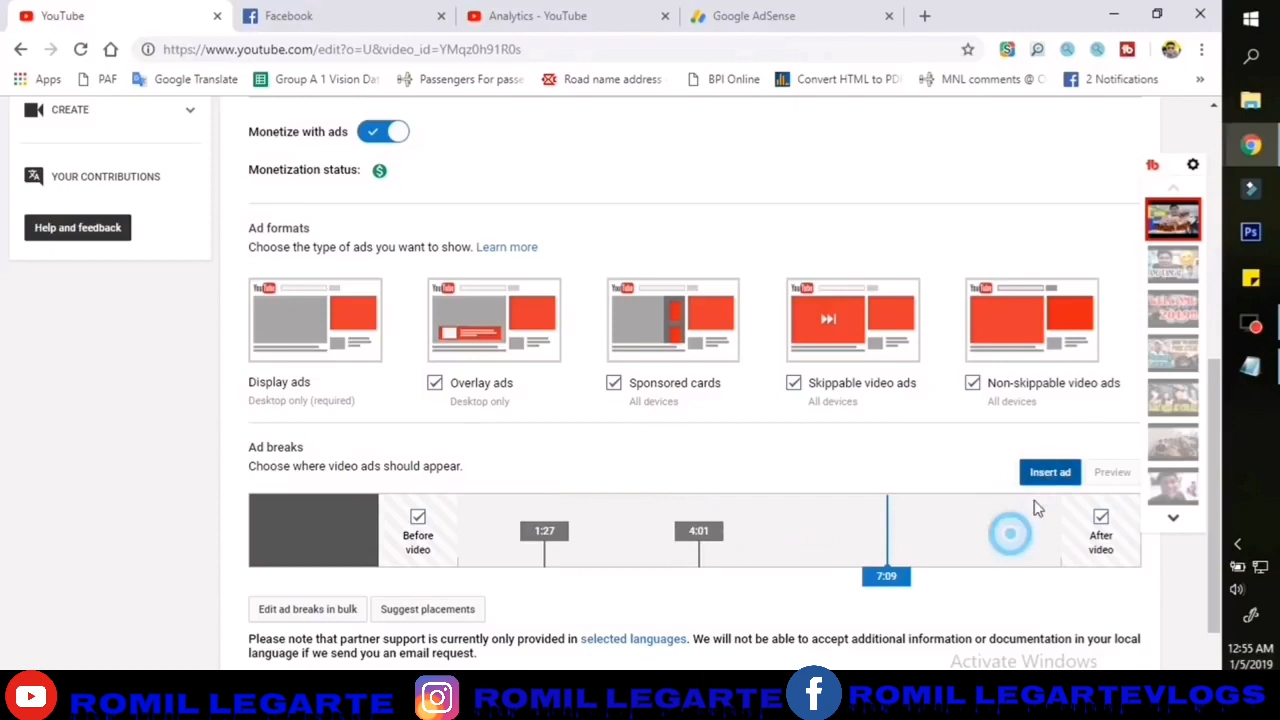 YouTube
Facebook
Analytics - YouTube
Google AdSense
https://www.youtube.com/edit?o=U&video_id=YMqz0h91R0s
Apps
PAF
Google Translate
Group A 1 Vision Da
Passengers For passe
Road name address
BPI Online
Convert HTML to PD
MNL comments @ C
2 Notifications
CREATE
YOUR CONTRIBUTIONS
Help and feedback
Monetize with ads
Monetization status:
Ad formats
Choose the type of ads you want to show. Learn more
Display ads
Desktop only (required)
Overlay ads
Desktop only
Sponsored cards
All devices
Skippable video ads
All devices
Non-skippable video ads
All devices
Ad breaks
Choose where video ads should appear.
Insert ad
Preview
Before
video
1:27
4:01
7:09
After
video
Edit ad breaks in bulk
Suggest placements
Please note that partner support is currently only provided in selected languages. We will not be able to accept additional information or documentation in your local
language if we send you an email request.
Activate Windows
12:55 AM
1/5/2019
ROMIL LEGARTE
ROMIL LEGARTE
ROMIL LEGARTEVLOGS